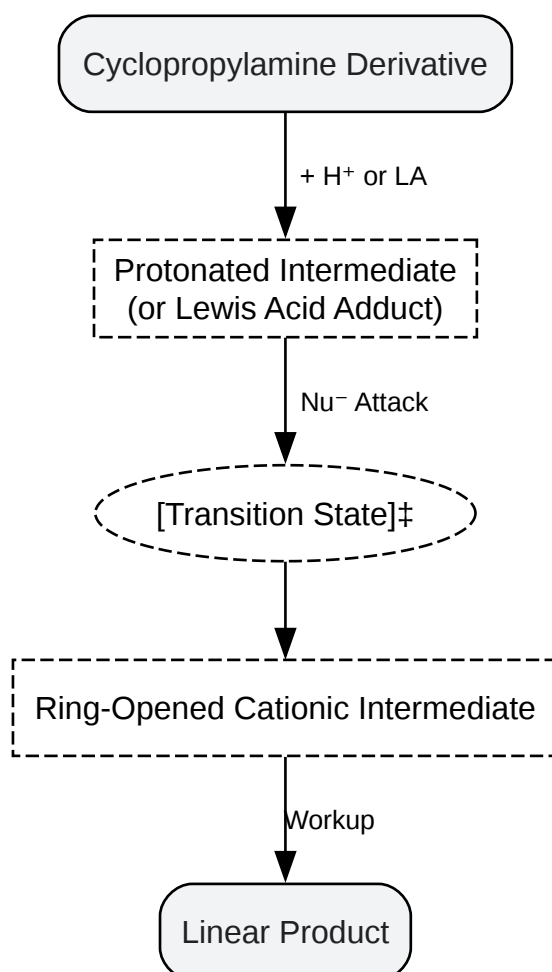 Cyclopropylamine Derivative
+ H⁺ or LA
Protonated Intermediate
(or Lewis Acid Adduct)
Nu⁻ Attack
[Transition State]‡
Ring-Opened Cationic Intermediate
Workup
Linear Product